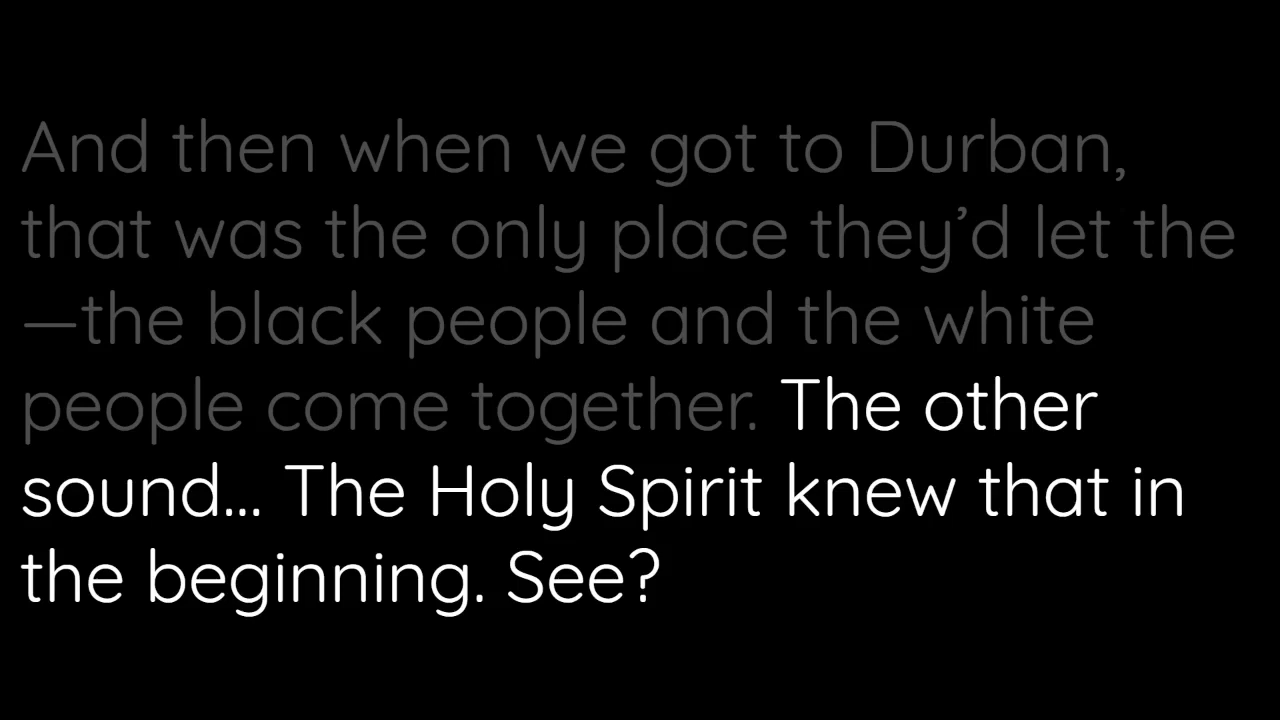 And then when we got to Durban,
that was the only place they’d let the
—the black people and the white
people come together. The other
sound... The Holy Spirit knew that in
the beginning. See?